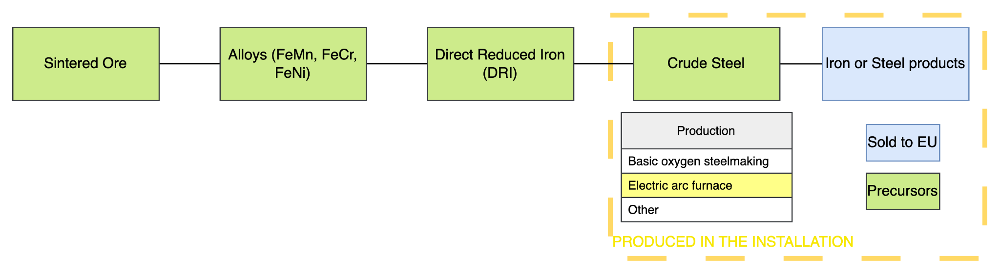 Sintered Ore
Alloys (FeMn, FeCr,
FeNi)
Direct Reduced Iron
(DRI)
Crude Steel
Iron or Steel products
Production
Basic oxygen steelmaking
Electric arc furnace
Other
Sold to EU
Precursors
PRODUCED IN THE INSTALLATION